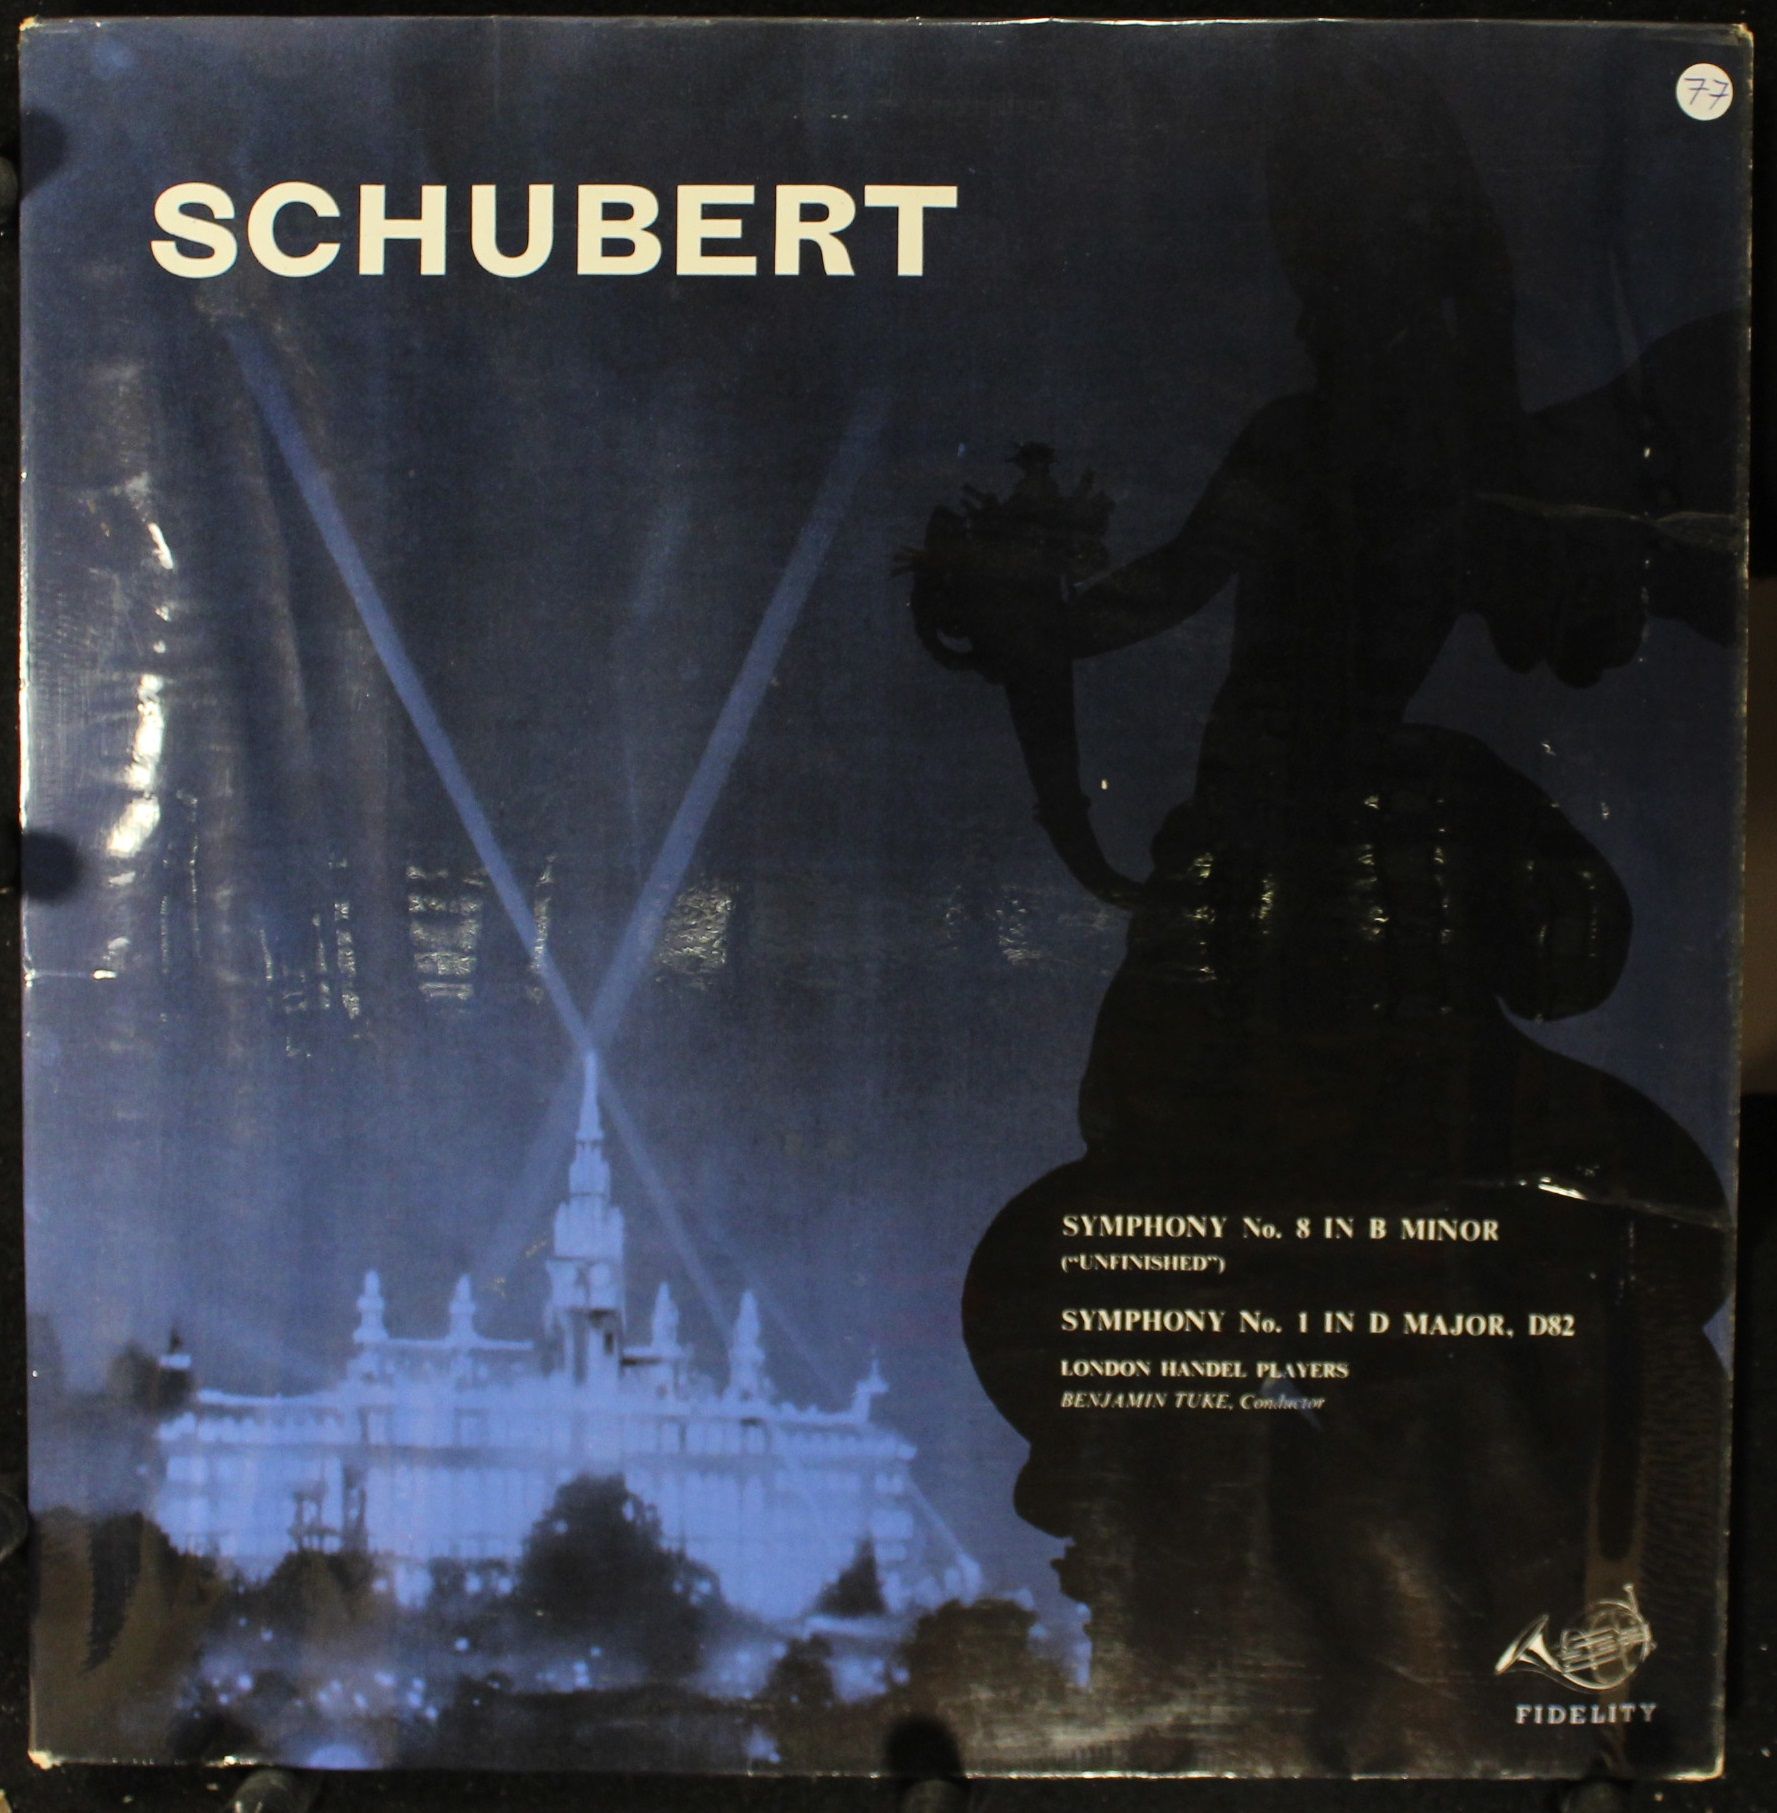 77
SCHUBERT
SYMPHONY No. 8 IN B MINOR
("UNFINISHED")
SYMPHONY No. 1 IN D MAJOR, D82
LONDON HANDEL PLAYERS
BENJAMIN TUKE, Conductor
FIDELITY